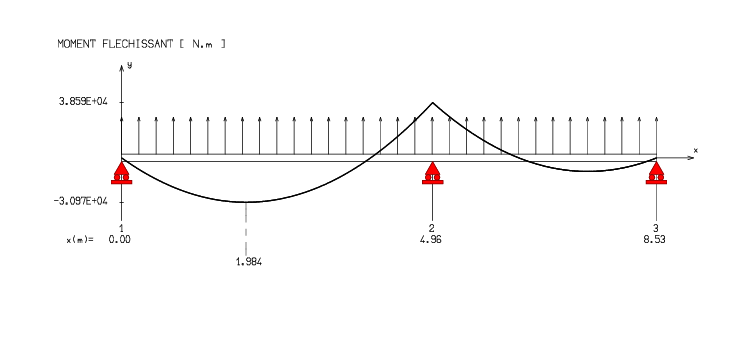 MOMENT FLECHISSANT [ N.m ]
y
3.859E+04
x
-3.097E+04
1 2 3
x(m)= 0.00 4.96 8.53
1.984